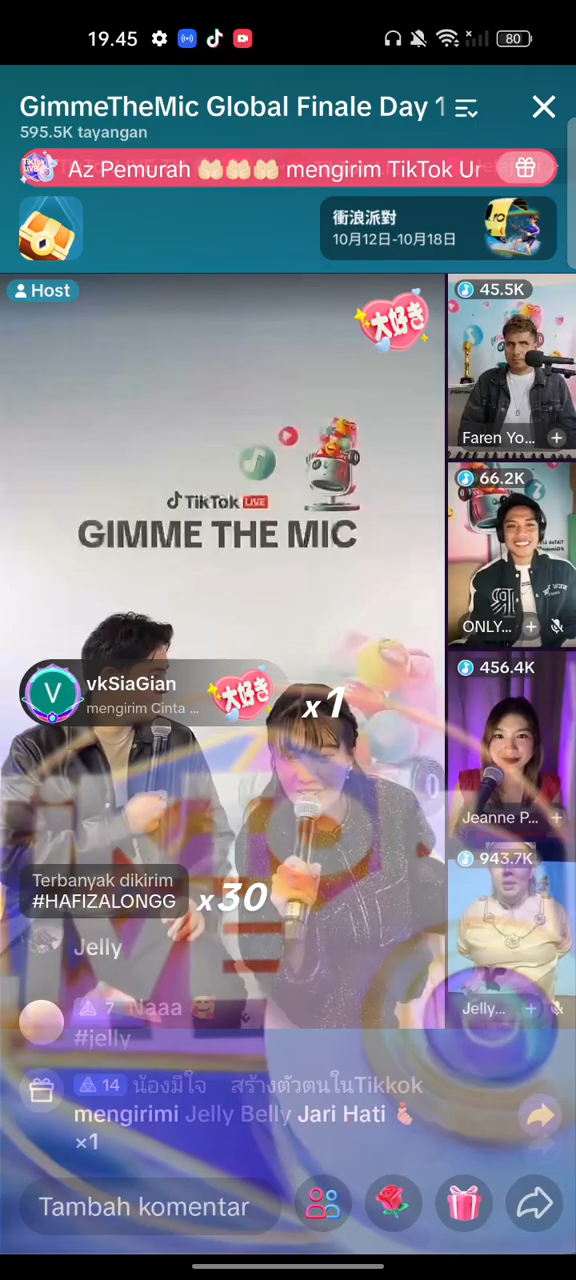 19.45
80
GimmeTheMic Global Finale Day 1
595.5K tayangan
Az Pemurah 🤲🏻🤲🏻🤲🏻 mengirim TikTok Ur
衝浪派對
10月12日-10月18日
Host
大好き
45.5K
Faren Yo...
TikTok LIVE
GIMME THE MIC
66.2K
ONLY...
vkSiaGian
mengirim Cinta ...
大好き
x1
456.4K
Jeanne P...
Terbanyak dikirim
#HAFIZALONGG
x30
943.7K
Jelly...
Jelly
7 Naaa 🥰
#jelly
14 น้องมีใจ สร้างตัวตนในTikkok
mengirimi Jelly Belly Jari Hati
×1
Tambah komentar